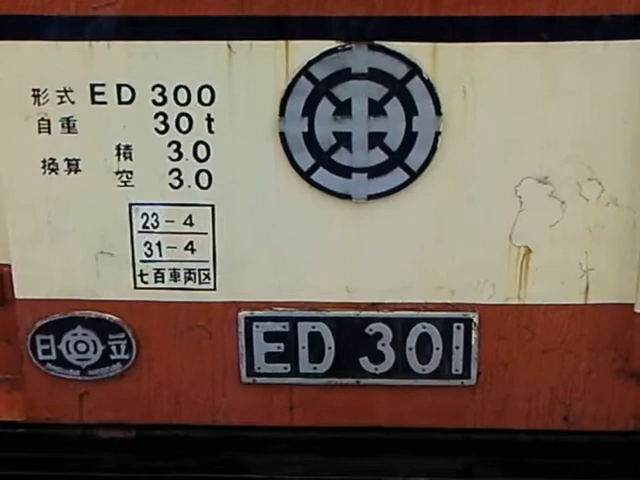 形式 ED 300
自重 30t
換算 積 3.0
空 3.0
23-4
31-4
七百車両区
日立
ED 301